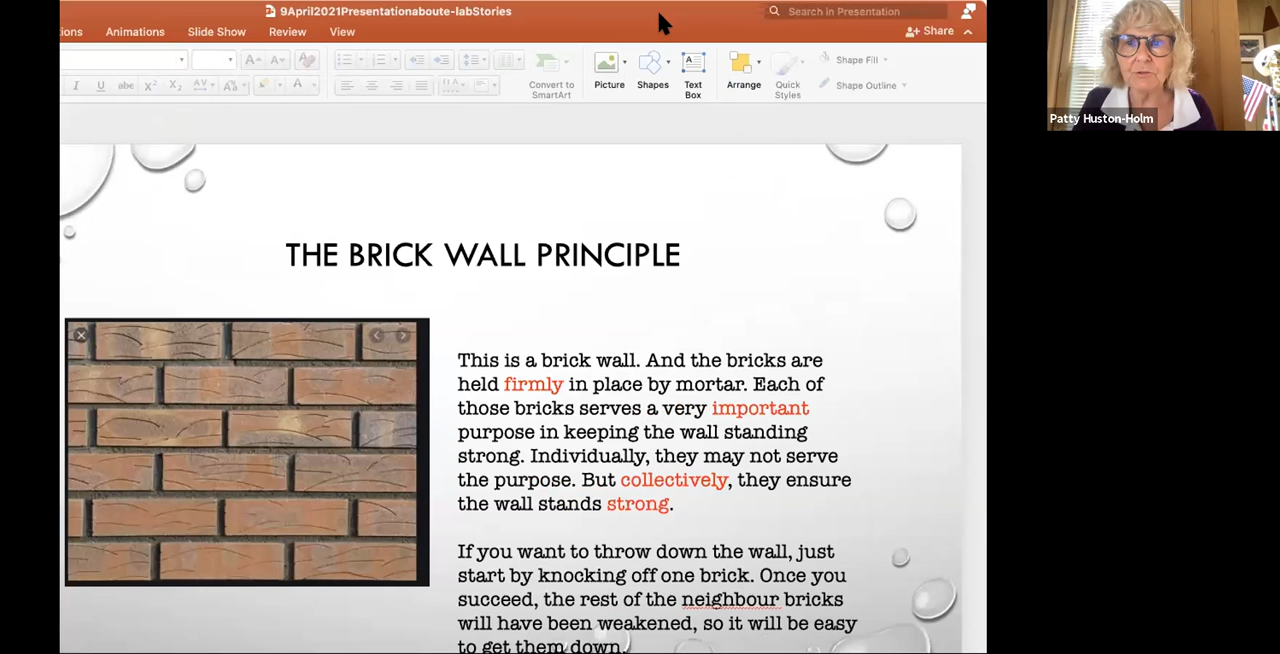 9April2021Presentationaboute-labStories
Search in Presentation
ions Animations Slide Show Review View
Share
Convert to
SmartArt
Picture
Shapes
Text
Box
Arrange
Quick
Styles
Shape Fill
Shape Outline
Patty Huston-Holm
THE BRICK WALL PRINCIPLE
This is a brick wall. And the bricks are
held firmly in place by mortar. Each of
those bricks serves a very important
purpose in keeping the wall standing
strong. Individually, they may not serve
the purpose. But collectively, they ensure
the wall stands strong.
If you want to throw down the wall, just
start by knocking off one brick. Once you
succeed, the rest of the neighbour bricks
will have been weakened, so it will be easy
to get them down.